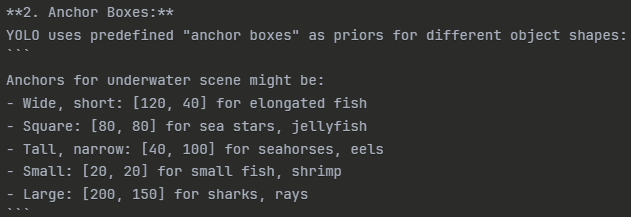 **2. Anchor Boxes:**
YOLO uses predefined "anchor boxes" as priors for different object shapes:
```
Anchors for underwater scene might be:
- Wide, short: [120, 40] for elongated fish
- Square: [80, 80] for sea stars, jellyfish
- Tall, narrow: [40, 100] for seahorses, eels
- Small: [20, 20] for small fish, shrimp
- Large: [200, 150] for sharks, rays
```